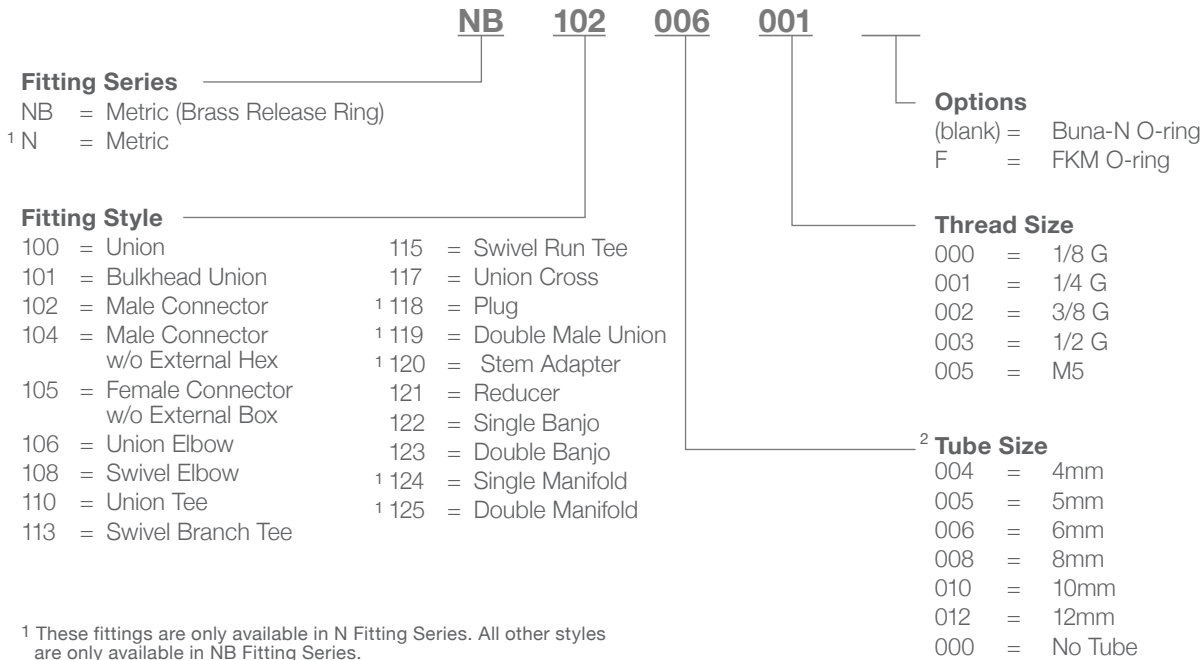 NB 102 006 001
Fitting Series
NB = Metric (Brass Release Ring)
1 N = Metric
Fitting Style
100 = Union
101 = Bulkhead Union
102 = Male Connector
104 = Male Connector
w/o External Hex
105 = Female Connector
w/o External Box
106 = Union Elbow
108 = Swivel Elbow
110 = Union Tee
113 = Swivel Branch Tee
115 = Swivel Run Tee
117 = Union Cross
1 118 = Plug
1 119 = Double Male Union
1 120 = Stem Adapter
121 = Reducer
122 = Single Banjo
123 = Double Banjo
1 124 = Single Manifold
1 125 = Double Manifold
Options
(blank) = Buna-N O-ring
F = FKM O-ring
Thread Size
000 = 1/8 G
001 = 1/4 G
002 = 3/8 G
003 = 1/2 G
005 = M5
2 Tube Size
004 = 4mm
005 = 5mm
006 = 6mm
008 = 8mm
010 = 10mm
012 = 12mm
000 = No Tube
1 These fittings are only available in N Fitting Series. All other styles
are only available in NB Fitting Series.